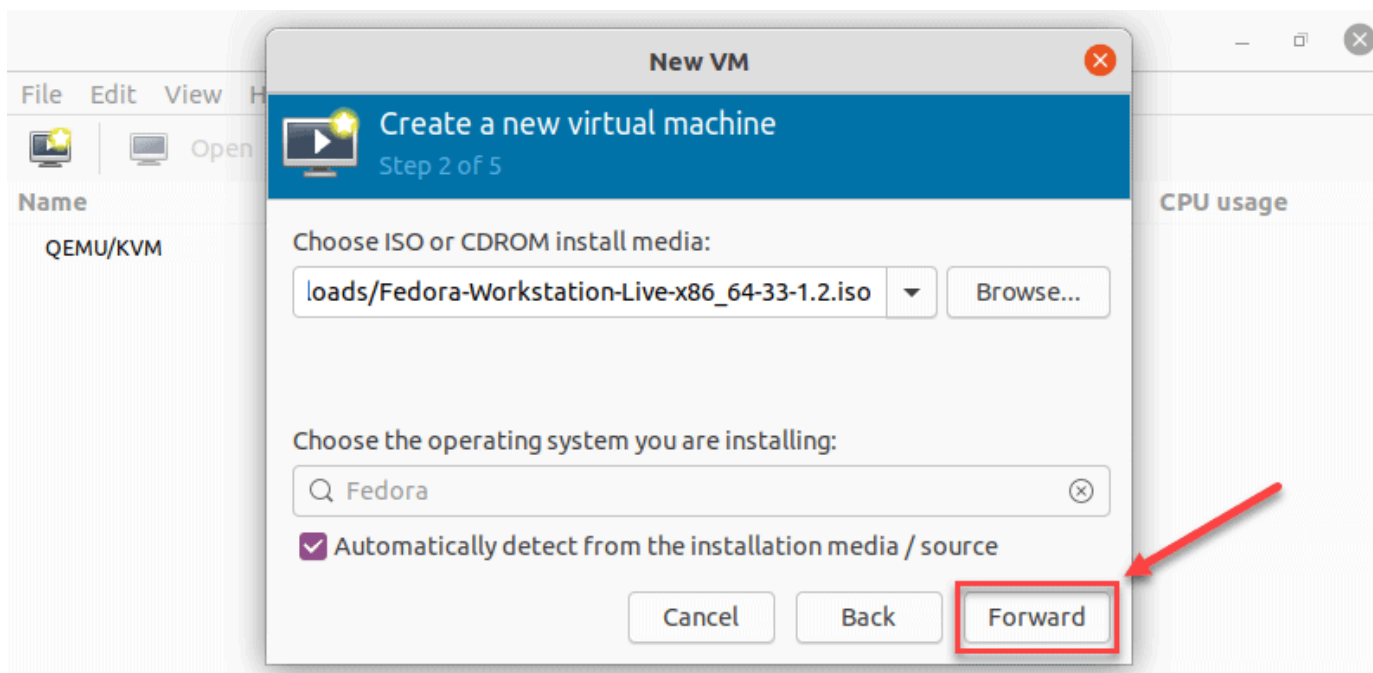 New VM
File Edit View H
Create a new virtual machine
Step 2 of 5
Open
Name
CPU usage
QEMU/KVM
Choose ISO or CDROM install media:
loads/Fedora-Workstation-Live-x86_64-33-1.2.iso
Browse...
Choose the operating system you are installing:
Fedora
Automatically detect from the installation media / source
Cancel
Back
Forward